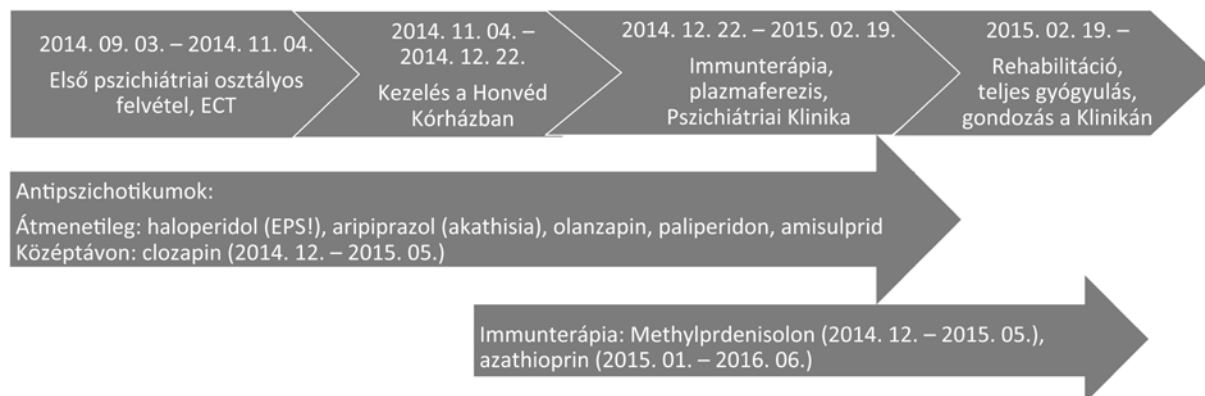 2014. 09. 03. – 2014. 11. 04.
Első pszichiátriai osztályos
felvétel, ECT
2014. 11. 04. –
2014. 12. 22.
Kezelés a Honvéd
Kórházban
2014. 12. 22. – 2015. 02. 19.
Immunterápia,
plazmaferezis,
Pszichiátriai Klinika
2015. 02. 19. –
Rehabilitáció,
teljes gyógyulás,
gondozás a Klinikán
Antipszichotikumok:
Átmenetileg: haloperidol (EPS!), aripiprazol (akathisia), olanzapin, paliperidon, amisulprid
Középtávon: clozapin (2014. 12. – 2015. 05.)
Immunterápia: Methylprdenisolon (2014. 12. – 2015. 05.),
azathioprin (2015. 01. – 2016. 06.)